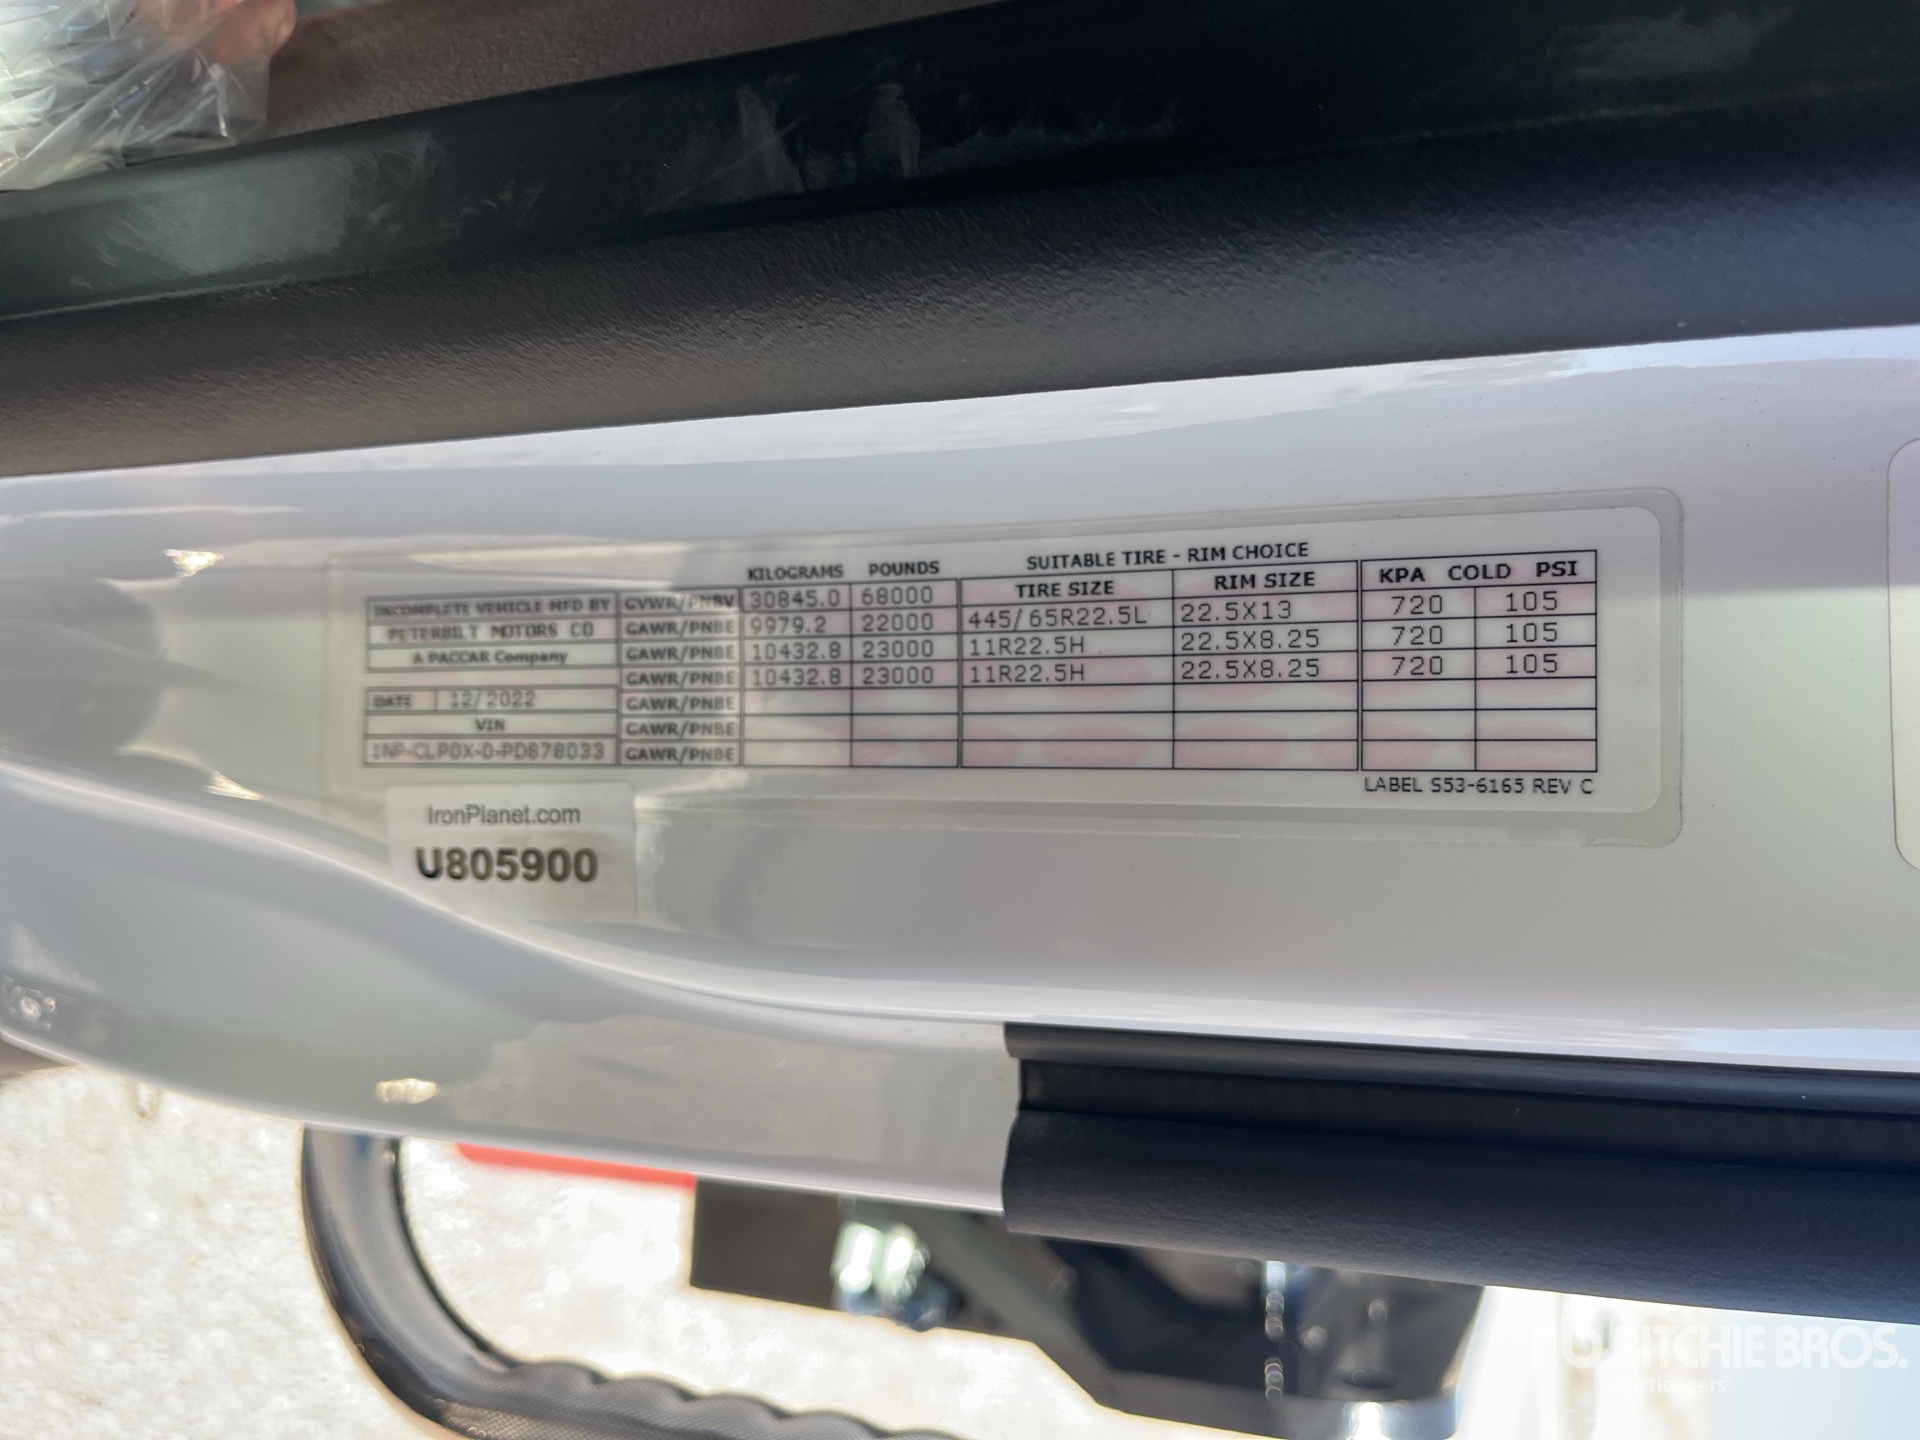 KILOGRAMS POUNDS SUITABLE TIRE - RIM CHOICE
TIRE SIZE RIM SIZE KPA COLD PSI
INCOMPLETE VEHICLE MFD BY GVWR/PNBV 30845.0 68000
PETERBILT MOTORS CO GAWR/PNBE 9979.2 22000 445/65R22.5L 22.5X13 720 105
A PACCAR Company GAWR/PNBE 10432.8 23000 11R22.5H 22.5X8.25 720 105
GAWR/PNBE 10432.8 23000 11R22.5H 22.5X8.25 720 105
DATE 12/2022 GAWR/PNBE
VIN GAWR/PNBE
1NP-CLP0X-0-PD878033 GAWR/PNBE
LABEL S53-6165 REV C
IronPlanet.com
U805900
RITCHIE BROS.
Auctioneers